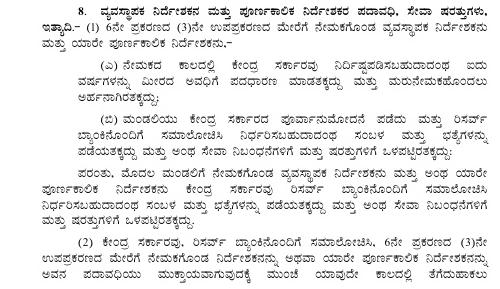 8. ವ್ಯವಸ್ಥಾಪಕ ನಿರ್ದೇಶಕನ ಮತ್ತು ಪೂರ್ಣಕಾಲಿಕ ನಿರ್ದೇಶಕರ ಪದಾವಧಿ, ಸೇವಾ ಷರತ್ತುಗಳು,
ಇತ್ಯಾದಿ.- (1) 6ನೇ ಪ್ರಕರಣದ (3)ನೇ ಉಪಪ್ರಕರಣದ ಮೇರೆಗೆ ನೇಮಕಗೊಂಡ ವ್ಯವಸ್ಥಾಪಕ ನಿರ್ದೇಶಕನು
ಮತ್ತು ಯಾರೇ ಪೂರ್ಣಕಾಲಿಕ ನಿರ್ದೇಶಕನು,-
(ಎ) ನೇಮಕದ ಕಾಲದಲ್ಲಿ ಕೇಂದ್ರ ಸರ್ಕಾರವು ನಿರ್ದಿಷ್ಟಪಡಿಸಬಹುದಾದಂಥ ಐದು
ವರ್ಷಗಳನ್ನು ಮೀರದ ಅವಧಿಗೆ ಪದಧಾರಣ ಮಾಡತಕ್ಕದ್ದು ಮತ್ತು ಮರುನೇಮಕಹೊಂದಲು
ಅರ್ಹನಾಗಿರತಕ್ಕದ್ದು;
(ಬಿ) ಮಂಡಲಿಯು ಕೇಂದ್ರ ಸರ್ಕಾರದ ಪೂರ್ವಾನುಮೋದನೆ ಪಡೆದು ಮತ್ತು ರಿಸರ್ವ್
ಬ್ಯಾಂಕಿನೊಂದಿಗೆ ಸಮಾಲೋಚಿಸಿ ನಿರ್ಧರಿಸಬಹುದಾದಂಥ ಸಂಬಳ ಮತ್ತು ಭತ್ಯೆಗಳನ್ನು
ಪಡೆಯತಕ್ಕದ್ದು ಮತ್ತು ಅಂಥ ಸೇವಾ ನಿಬಂಧನೆಗಳಿಗೆ ಮತ್ತು ಷರತ್ತುಗಳಿಗೆ ಒಳಪಟ್ಟಿರತಕ್ಕದ್ದು:
ಪರಂತು, ಮೊದಲ ಮಂಡಲಿಗೆ ನೇಮಕಗೊಂಡ ವ್ಯವಸ್ಥಾಪಕ ನಿರ್ದೇಶಕನು ಮತ್ತು ಅಂಥ ಯಾರೇ
ಪೂರ್ಣಕಾಲಿಕ ನಿರ್ದೇಶಕನು ಕೇಂದ್ರ ಸರ್ಕಾರವು ರಿಸರ್ವ್ ಬ್ಯಾಂಕಿನೊಂದಿಗೆ ಸಮಾಲೋಚಿಸಿ
ನಿರ್ಧರಿಸಬಹುದಾದಂಥ ಸಂಬಳ ಮತ್ತು ಭತ್ಯೆಗಳನ್ನು ಪಡೆಯತಕ್ಕದ್ದು ಮತ್ತು ಅಂಥ ಸೇವಾ ನಿಬಂಧನೆಗಳಿಗೆ
ಮತ್ತು ಷರತ್ತುಗಳಿಗೆ ಒಳಪಟ್ಟಿರತಕ್ಕದ್ದು.
(2) ಕೇಂದ್ರ ಸರ್ಕಾರವು, ರಿಸರ್ವ್ ಬ್ಯಾಂಕಿನೊಂದಿಗೆ ಸಮಾಲೋಚಿಸಿ, 6ನೇ ಪ್ರಕರಣದ (3)ನೇ
ಉಪಪ್ರಕರಣದ ಮೇರೆಗೆ ನೇಮಕಗೊಂಡ ನಿರ್ದೇಶಕನನ್ನು ಅಥವಾ ಯಾರೇ ಪೂರ್ಣಕಾಲಿಕ ನಿರ್ದೇಶಕನನ್ನು
ಅವನ ಪದಾವಧಿಯು ಮುಕ್ತಾಯವಾಗುವುದಕ್ಕೆ ಮುಂಚೆ ಯಾವುದೇ ಕಾಲದಲ್ಲಿ ತೆಗೆದುಹಾಕಲು